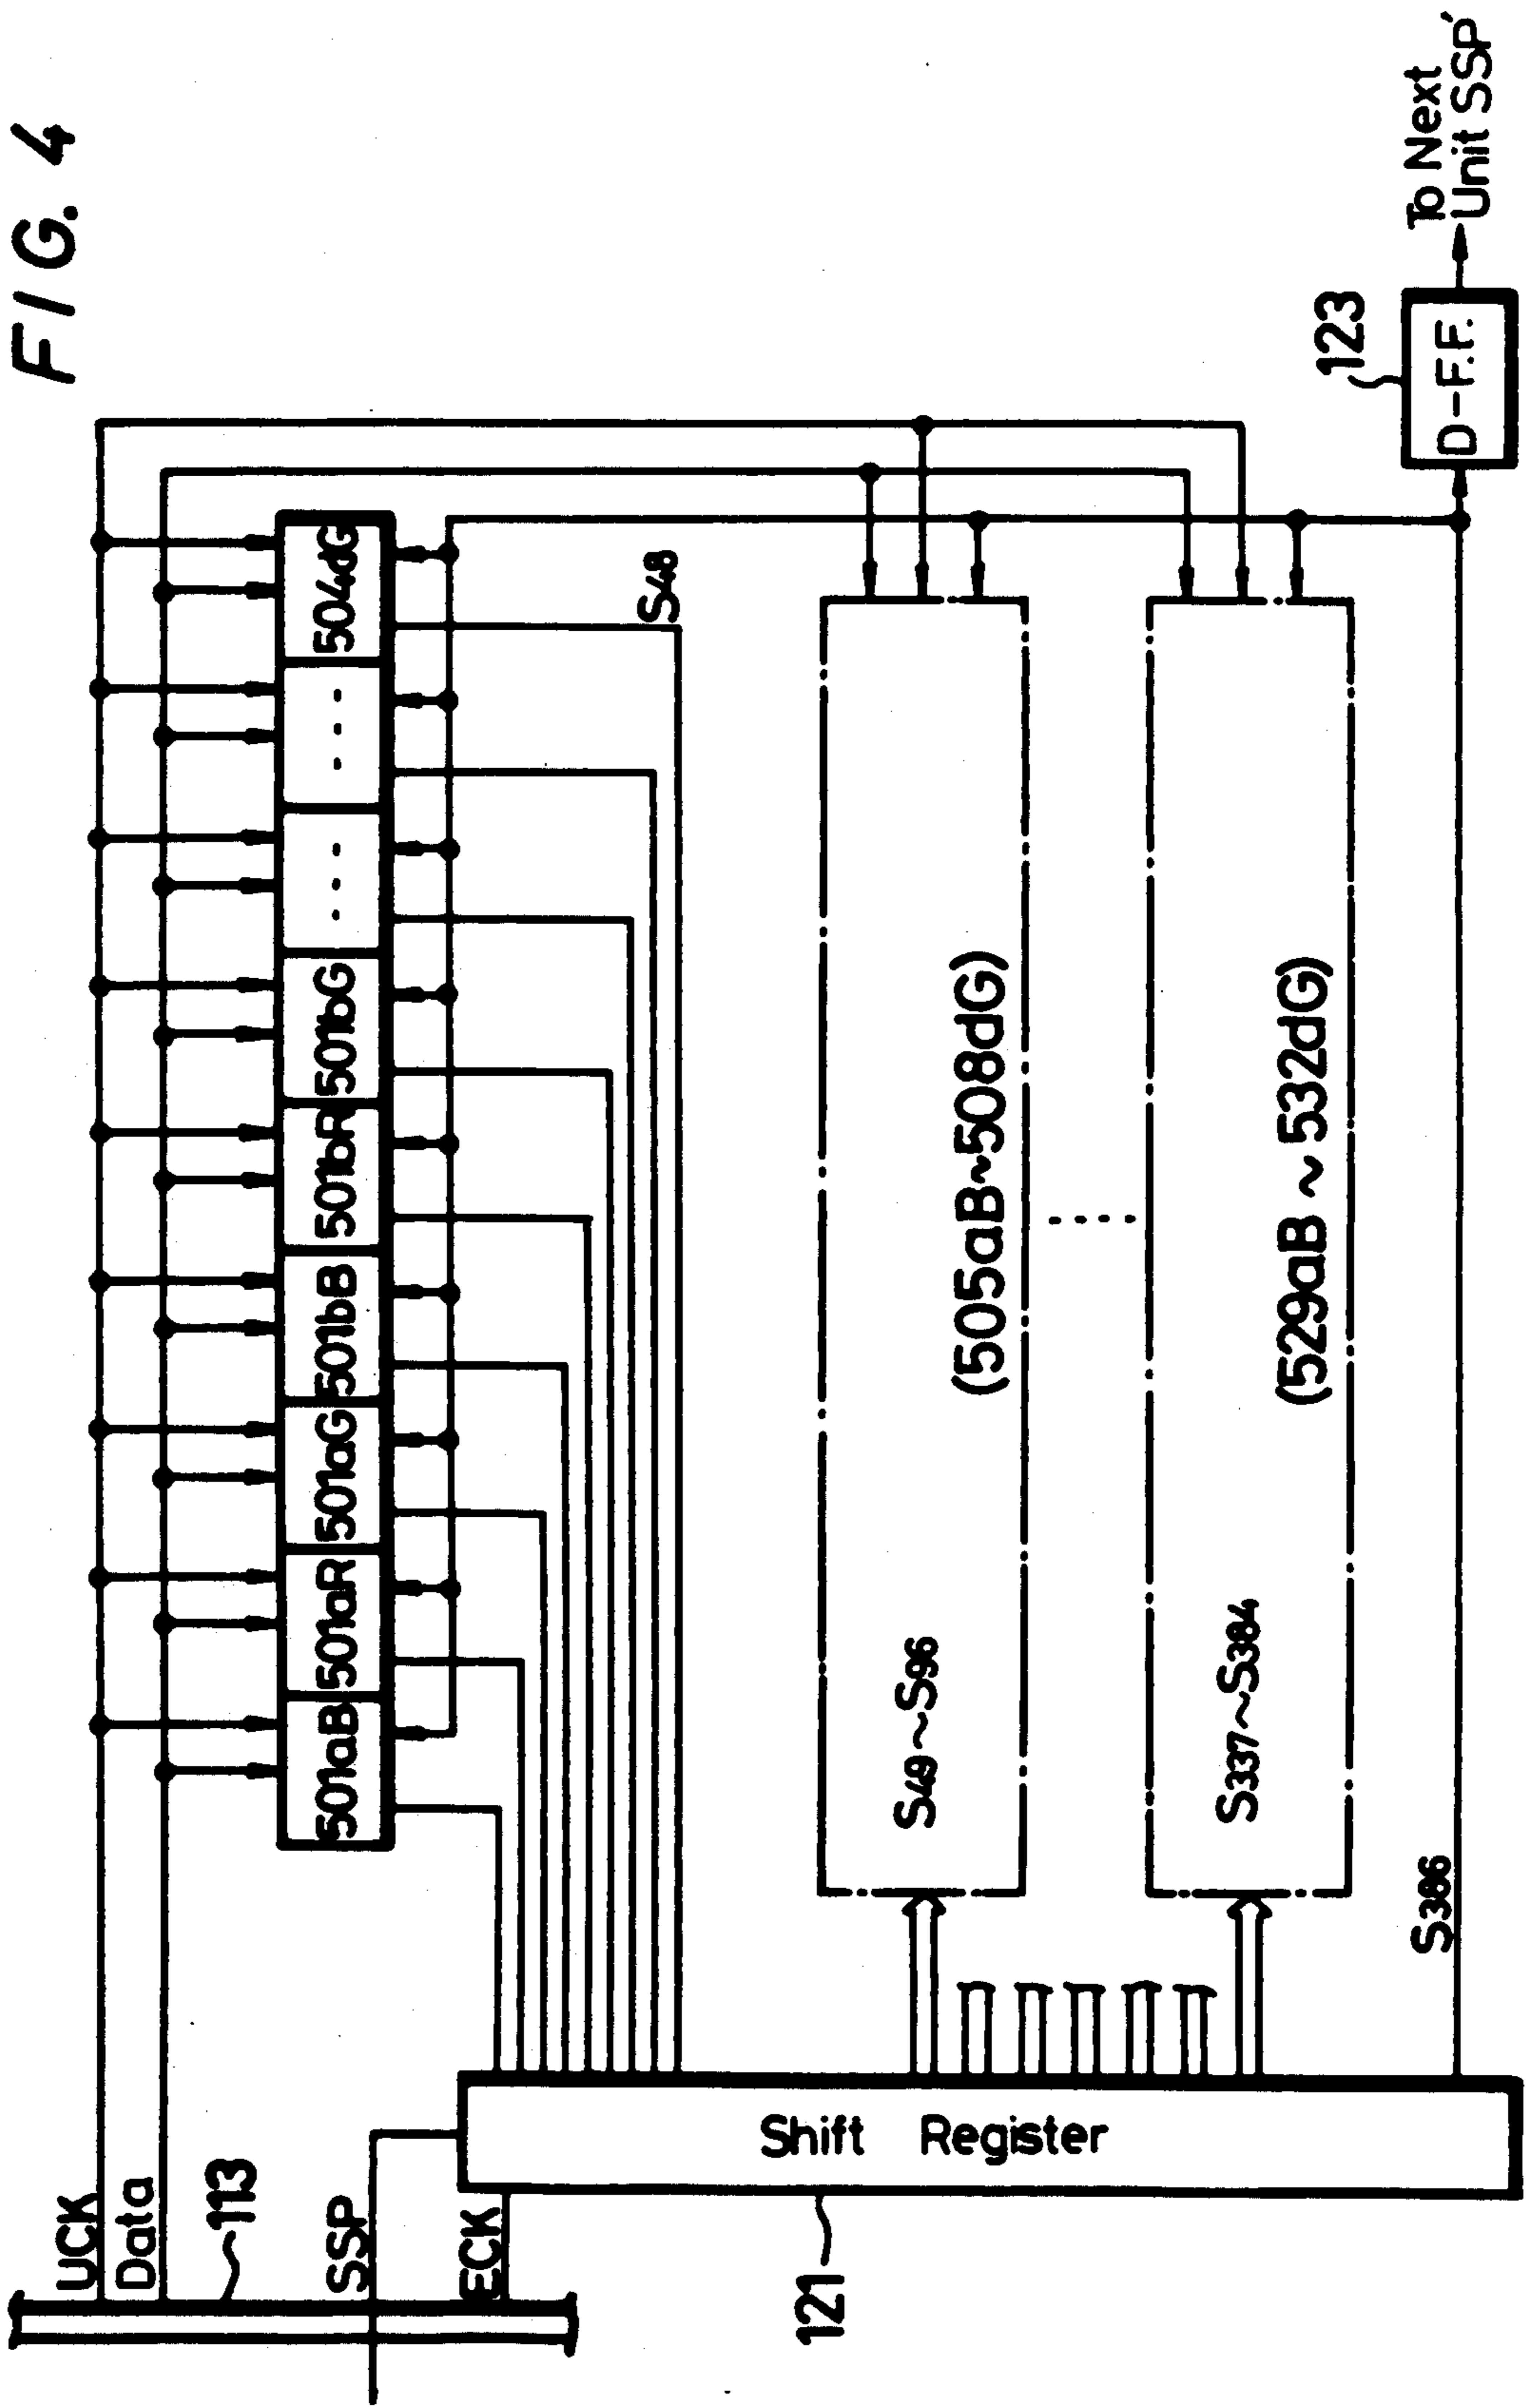 FIG. 4
UCK
Data
113
SSP
ECK
501aB
501aR
501aG
501bB
501bR
501bG
---
---
504dG
S48
121
Shift Register
S49~S96
(505aB~508dG)
....
S337~S384
(529aB~532dG)
S386
123
D-F.F.
To Next
Unit SSP'